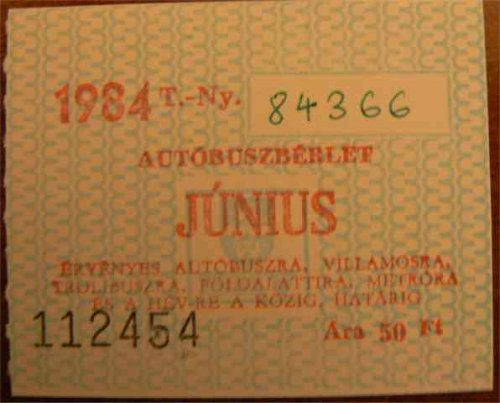 1984 T.-Ny. 84366
AUTÓBUSZBÉRLET
JÚNIUS
ÉRVÉNYES AUTÓBUSZRA, VILLAMOSRA,
TROLIBUSZRA, FÖLDALATTIRA, METRÓRA
ÉS A HÉV-RE A KÖZIG. HATÁRIG
112454 Ára 50 Ft